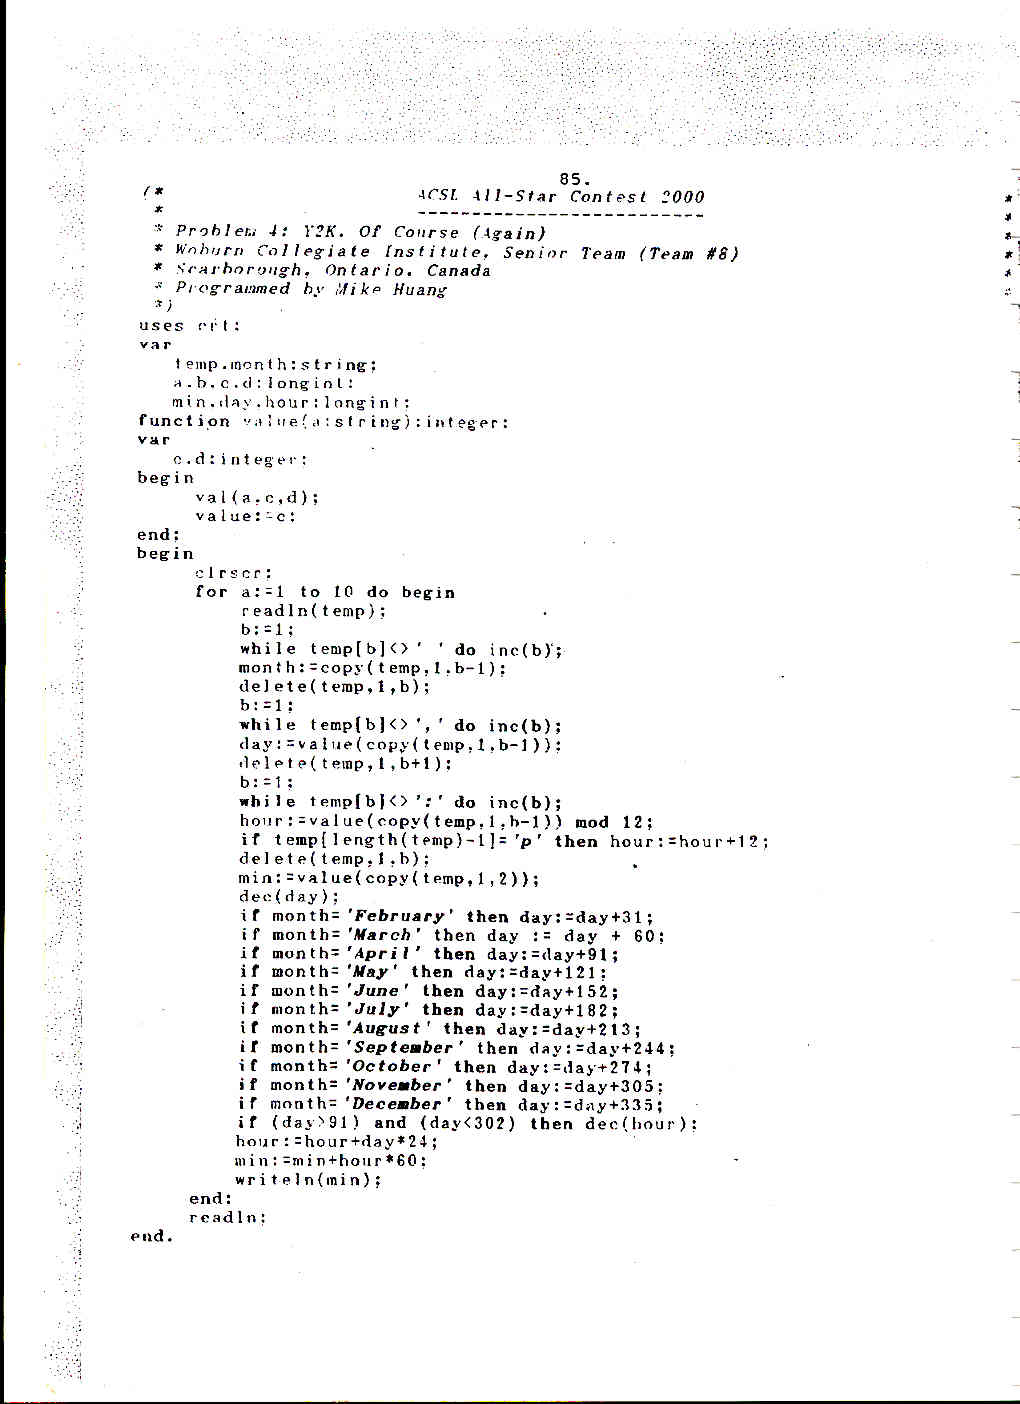 85.
(* ACSL All-Star Contest 2000 *
* -------------------------- *
* Problem 4: Y2K. Of Course (Again) *
* Woburn Collegiate Institute, Senior Team (Team #8) *
* Scarborough, Ontario. Canada *
* Programmed by Mike Huang *
*)
uses crt;
var
temp,month:string;
a,b,c,d:longint;
min,day,hour:longint;
function value(a:string):integer;
var
c,d:integer;
begin
val(a,c,d);
value:=c;
end;
begin
clrscr;
for a:=1 to 10 do begin
readln(temp);
b:=1;
while temp[b]<>' ' do inc(b);
month:=copy(temp,1,b-1);
delete(temp,1,b);
b:=1;
while temp[b]<>',' do inc(b);
day:=value(copy(temp,1,b-1));
delete(temp,1,b+1);
b:=1;
while temp[b]<>':' do inc(b);
hour:=value(copy(temp,1,b-1)) mod 12;
if temp[length(temp)-1]='p' then hour:=hour+12;
delete(temp,1,b);
min:=value(copy(temp,1,2));
dec(day);
if month='February' then day:=day+31;
if month='March' then day := day + 60;
if month='April' then day:=day+91;
if month='May' then day:=day+121;
if month='June' then day:=day+152;
if month='July' then day:=day+182;
if month='August' then day:=day+213;
if month='September' then day:=day+244;
if month='October' then day:=day+274;
if month='November' then day:=day+305;
if month='December' then day:=day+335;
if (day>91) and (day<302) then dec(hour);
hour:=hour+day*24;
min:=min+hour*60;
writeln(min);
end;
readln;
end.